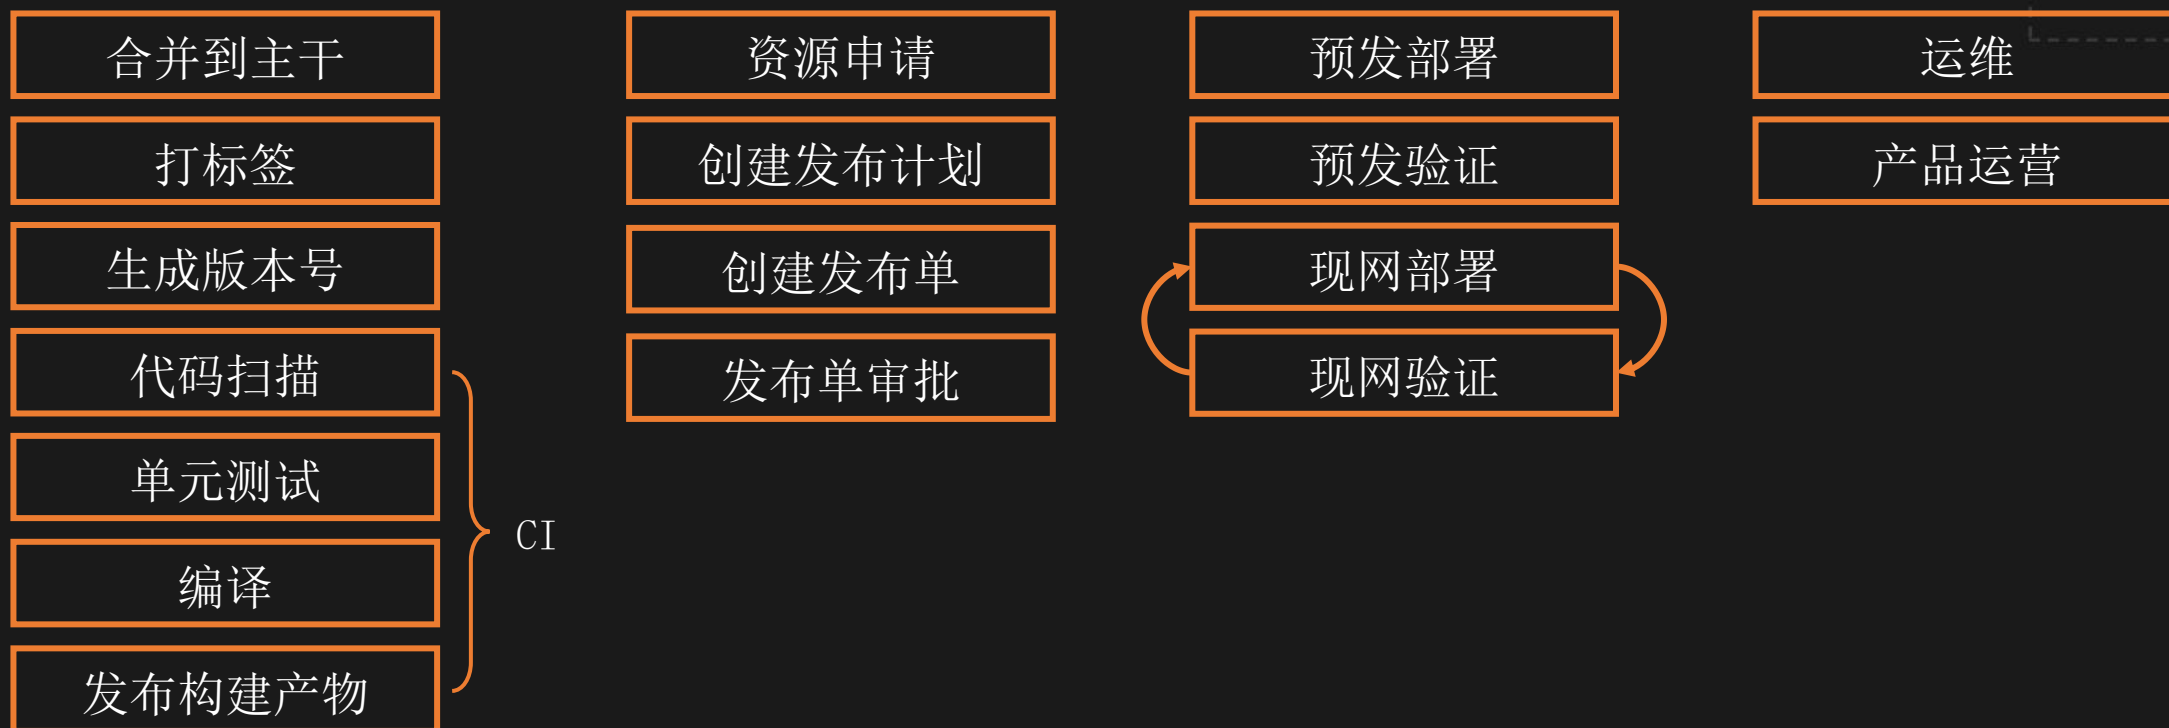 合并到主干
打标签
生成版本号
代码扫描
单元测试
编译
发布构建产物
CI
资源申请
创建发布计划
创建发布单
发布单审批
预发部署
预发验证
现网部署
现网验证
运维
产品运营